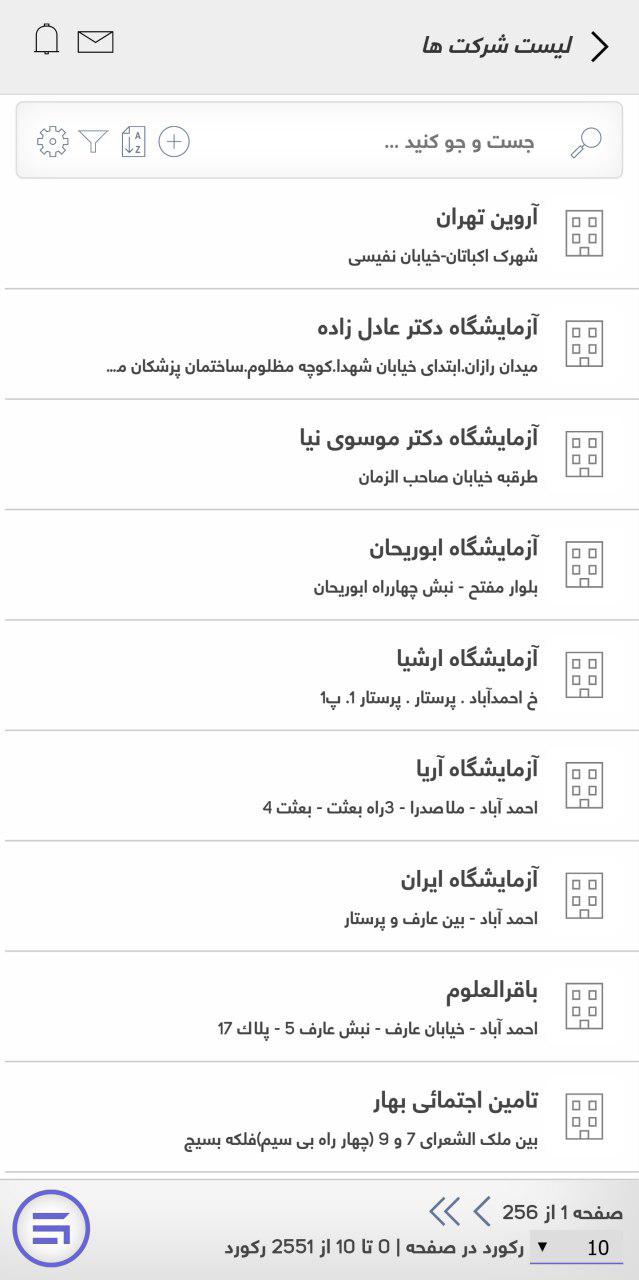 لیست شرکت ها
جست و جو کنید ...
آروین تهران
شهرک اکباتان-خیابان نفیسی
آزمایشگاه دکتر عادل زاده
میدان رازان.ابتدای خیابان شهدا.کوچه مظلوم.ساختمان پزشکان مـ...
آزمایشگاه دکتر موسوی نیا
طرقبه خیابان صاحب الزمان
آزمایشگاه ابوریحان
بلوار مفتح - نبش چهارراه ابوریحان
آزمایشگاه ارشیا
خ احمدآباد . پرستار . پرستار 1. پ1
آزمایشگاه آریا
احمد آباد - ملاصدرا - 3راه بعثت - بعثت 4
آزمایشگاه ایران
احمد آباد - بین عارف و پرستار
باقرالعلوم
احمد آباد - خیابان عارف - نبش عارف 5 - پلاک 17
تامین اجتمائی بهار
بین ملک الشعرای 7 و 9 (چهار راه بی سیم)فلکه بسیج
صفحه 1 از 256
10 رکورد در صفحه | 0 تا 10 از 2551 رکورد